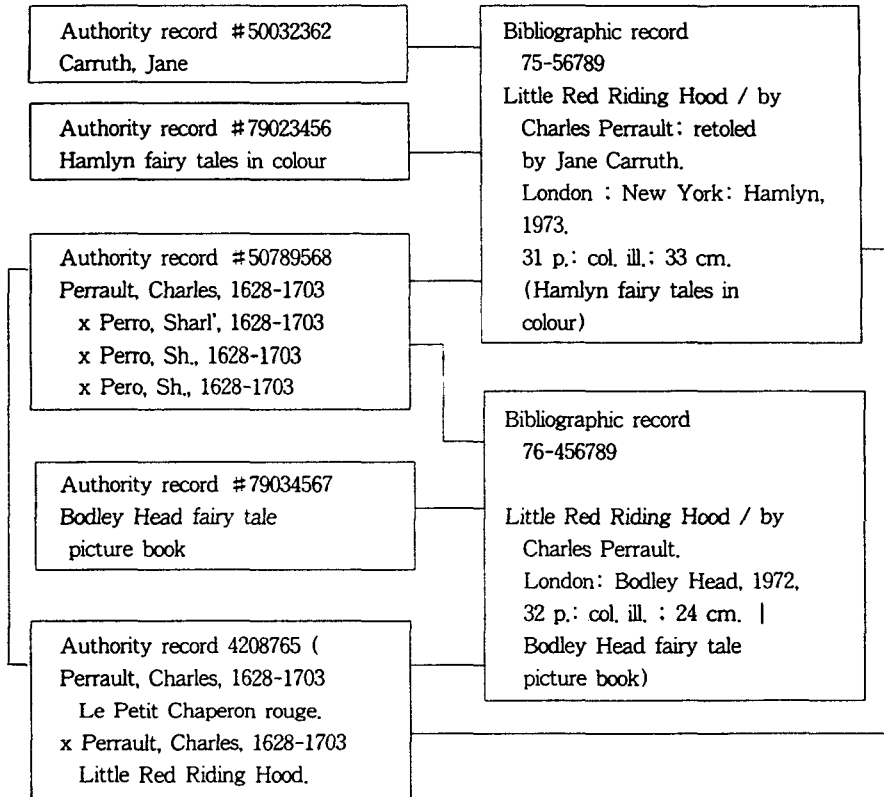 Authority record #50032362
Carruth, Jane
Authority record #79023456
Hamlyn fairy tales in colour
Authority record #50789568
Perrault, Charles, 1628-1703
x Perro, Sharl', 1628-1703
x Perro, Sh., 1628-1703
x Pero, Sh., 1628-1703
Authority record #79034567
Bodley Head fairy tale
picture book
Authority record 4208765 (
Perrault, Charles, 1628-1703
Le Petit Chaperon rouge.
x Perrault, Charles, 1628-1703
Little Red Riding Hood.
Bibliographic record
75-56789
Little Red Riding Hood / by
Charles Perrault: retoled
by Jane Carruth.
London : New York: Hamlyn,
1973.
31 p.: col. ill.: 33 cm.
(Hamlyn fairy tales in
colour)
Bibliographic record
76-456789
Little Red Riding Hood / by
Charles Perrault.
London: Bodley Head, 1972,
32 p.: col. ill. : 24 cm. |
Bodley Head fairy tale
picture book)